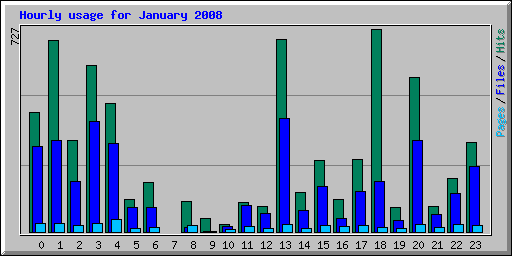 Hourly usage for January 2008
727
Pages/Files/Hits
0 1 2 3 4 5 6 7 8 9 10 11 12 13 14 15 16 17 18 19 20 21 22 23